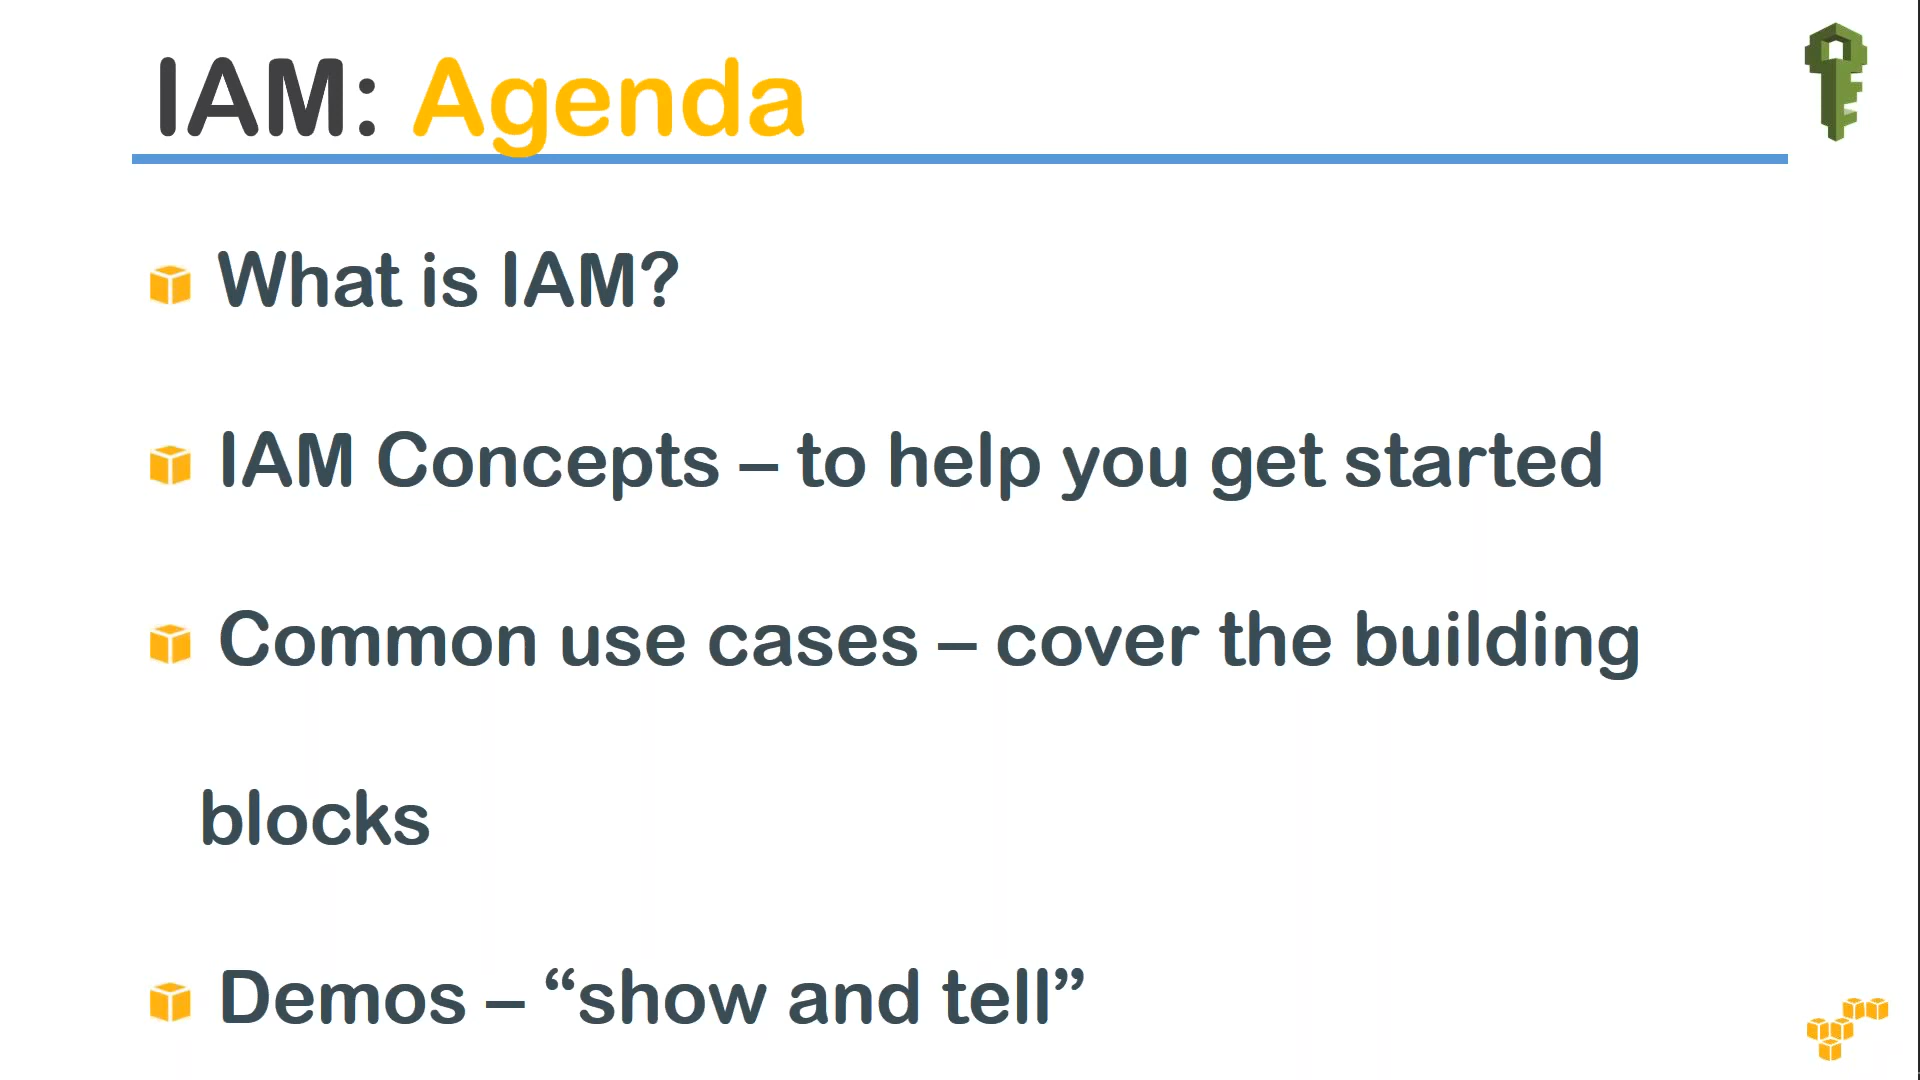 IAM: Agenda
What is IAM?
IAM Concepts – to help you get started
Common use cases – cover the building
blocks
Demos – “show and tell”